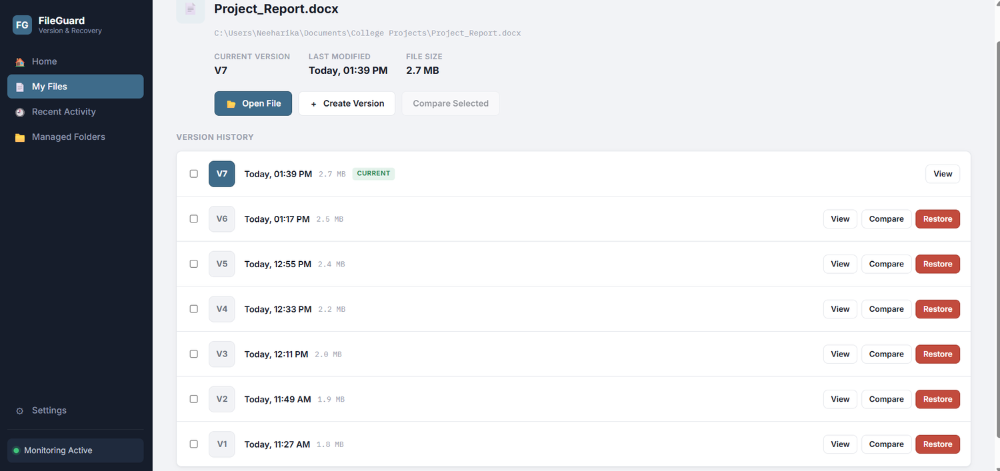 FG
FileGuard
Version & Recovery
Home
My Files
Recent Activity
Managed Folders
Settings
Monitoring Active
Project_Report.docx
C:\Users\Neeharika\Documents\College Projects\Project_Report.docx
CURRENT VERSION LAST MODIFIED FILE SIZE
V7 Today, 01:39 PM 2.7 MB
Open File + Create Version Compare Selected
VERSION HISTORY
V7 Today, 01:39 PM 2.7 MB CURRENT View
V6 Today, 01:17 PM 2.5 MB View Compare Restore
V5 Today, 12:55 PM 2.4 MB View Compare Restore
V4 Today, 12:33 PM 2.2 MB View Compare Restore
V3 Today, 12:11 PM 2.0 MB View Compare Restore
V2 Today, 11:49 AM 1.9 MB View Compare Restore
V1 Today, 11:27 AM 1.8 MB View Compare Restore